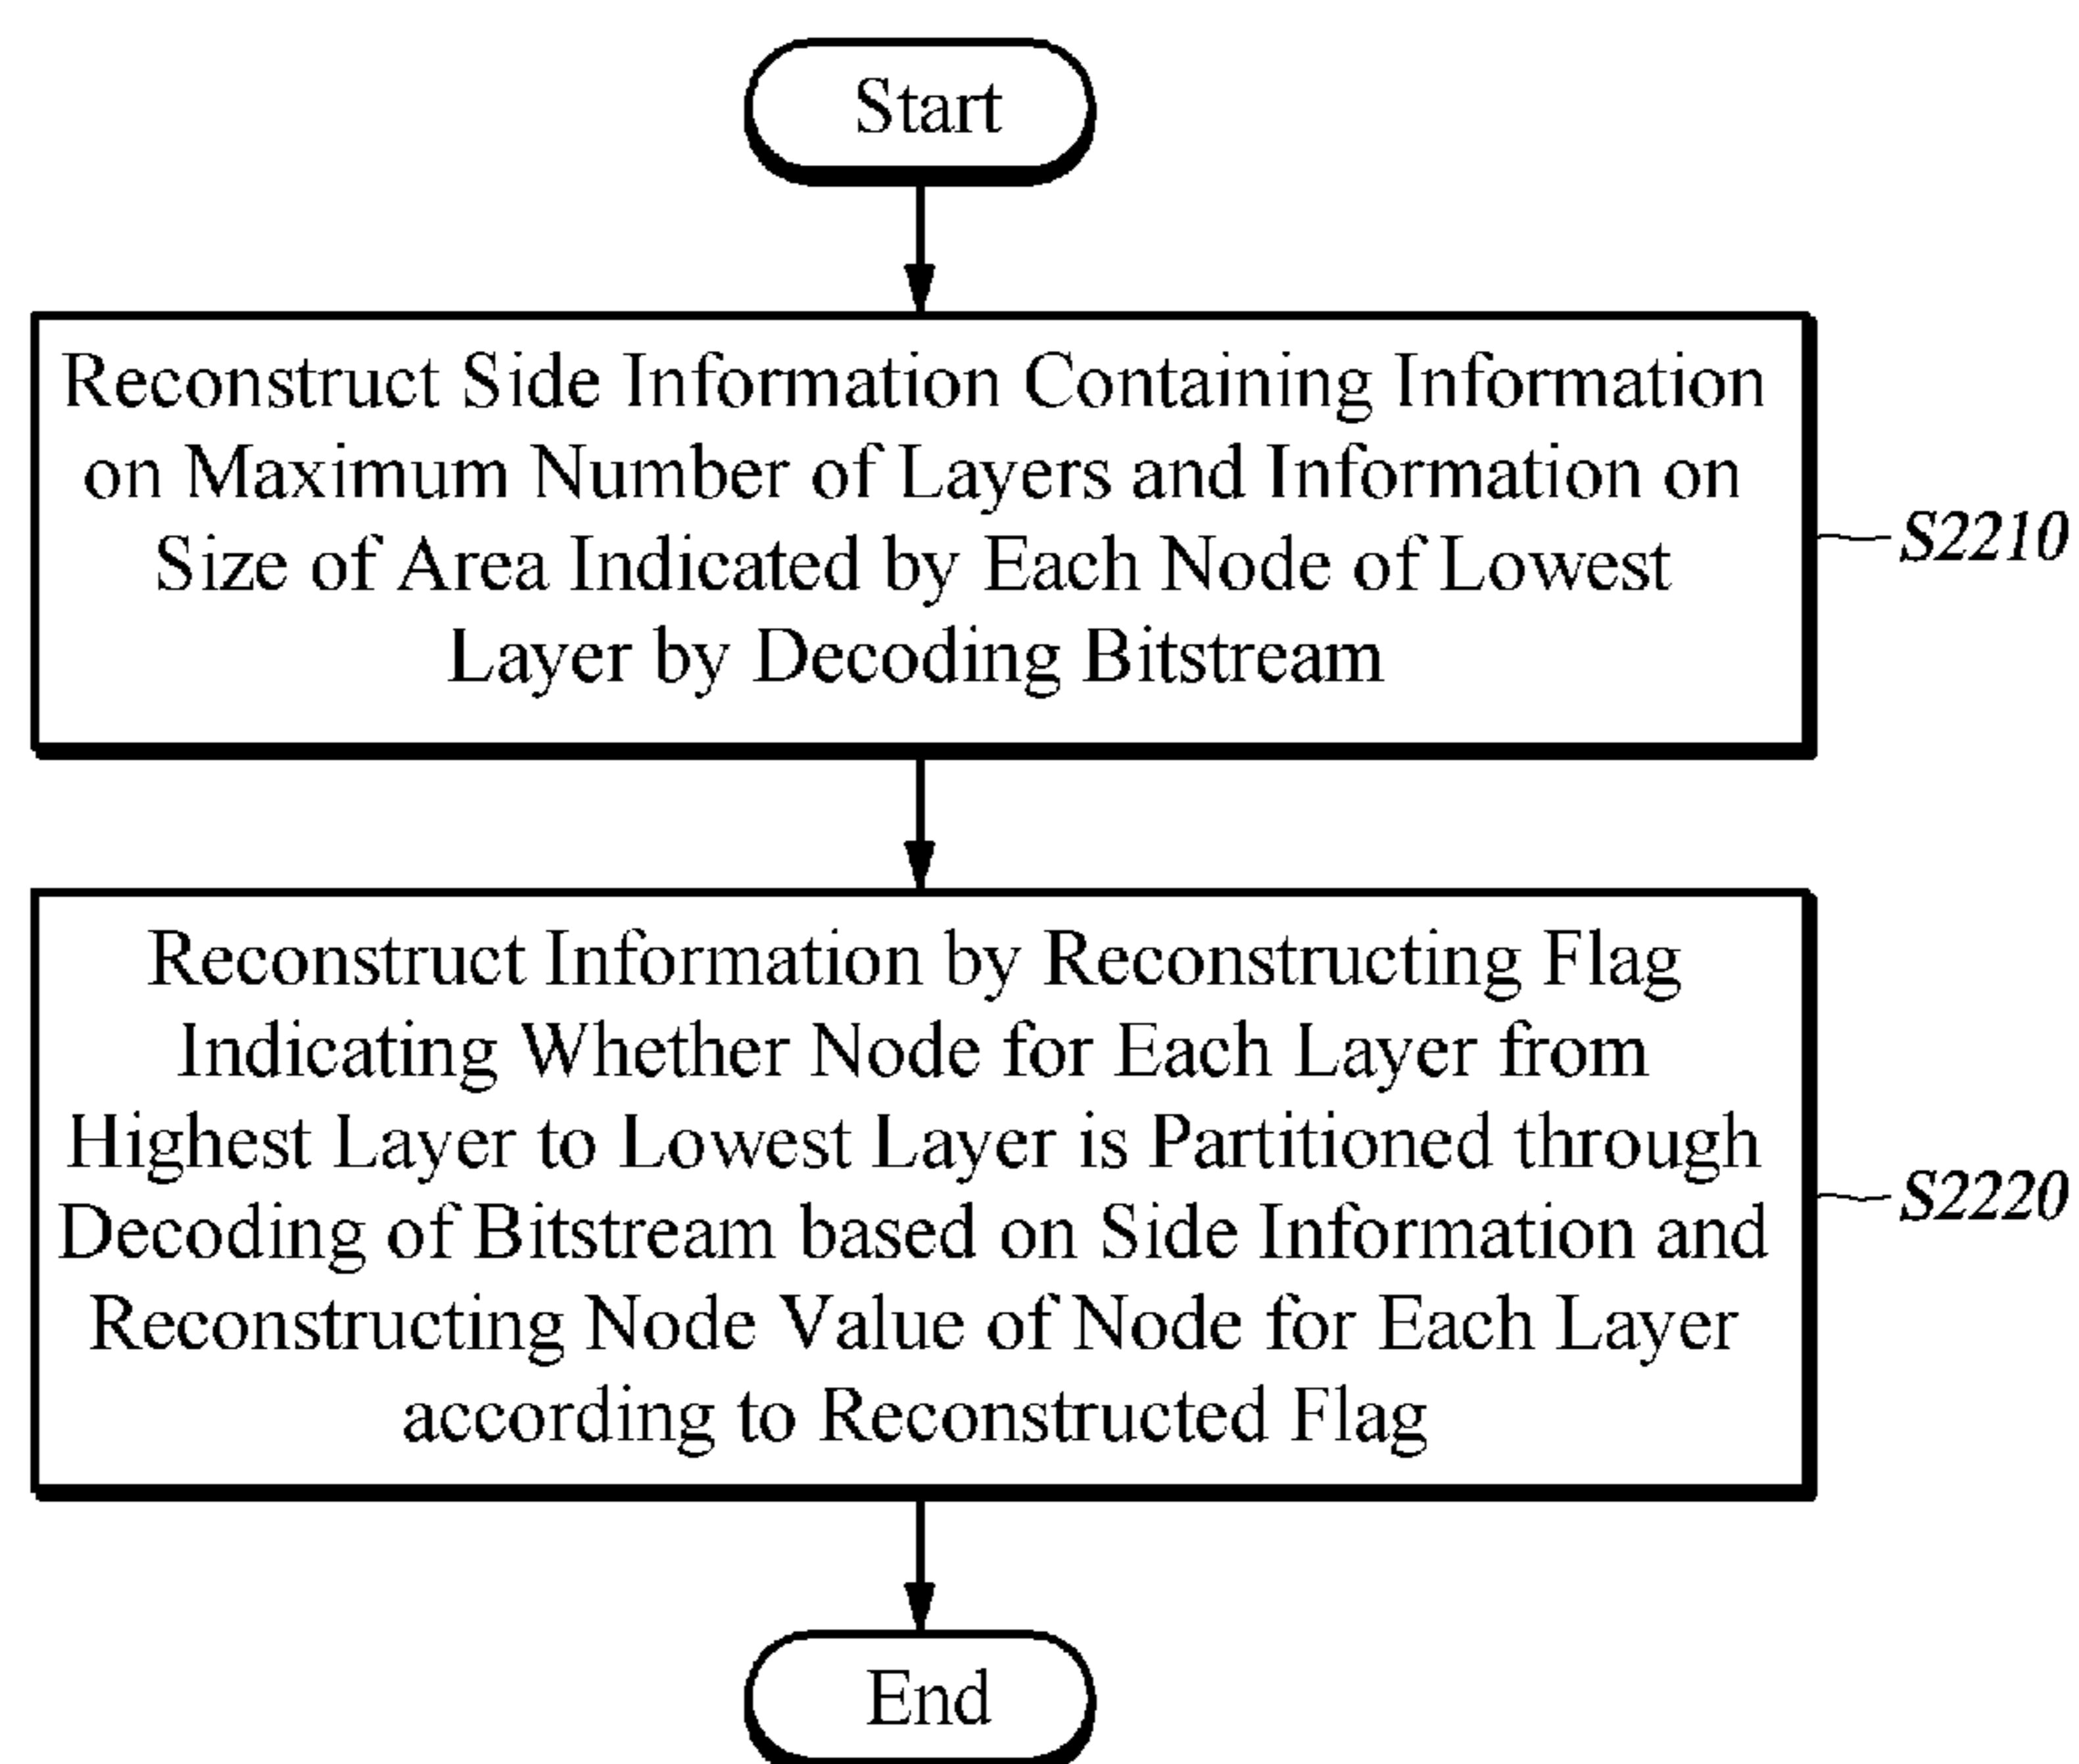 Start
Reconstruct Side Information Containing Information
on Maximum Number of Layers and Information on
Size of Area Indicated by Each Node of Lowest
Layer by Decoding Bitstream
S2210
Reconstruct Information by Reconstructing Flag
Indicating Whether Node for Each Layer from
Highest Layer to Lowest Layer is Partitioned through
Decoding of Bitstream based on Side Information and
Reconstructing Node Value of Node for Each Layer
according to Reconstructed Flag
S2220
End